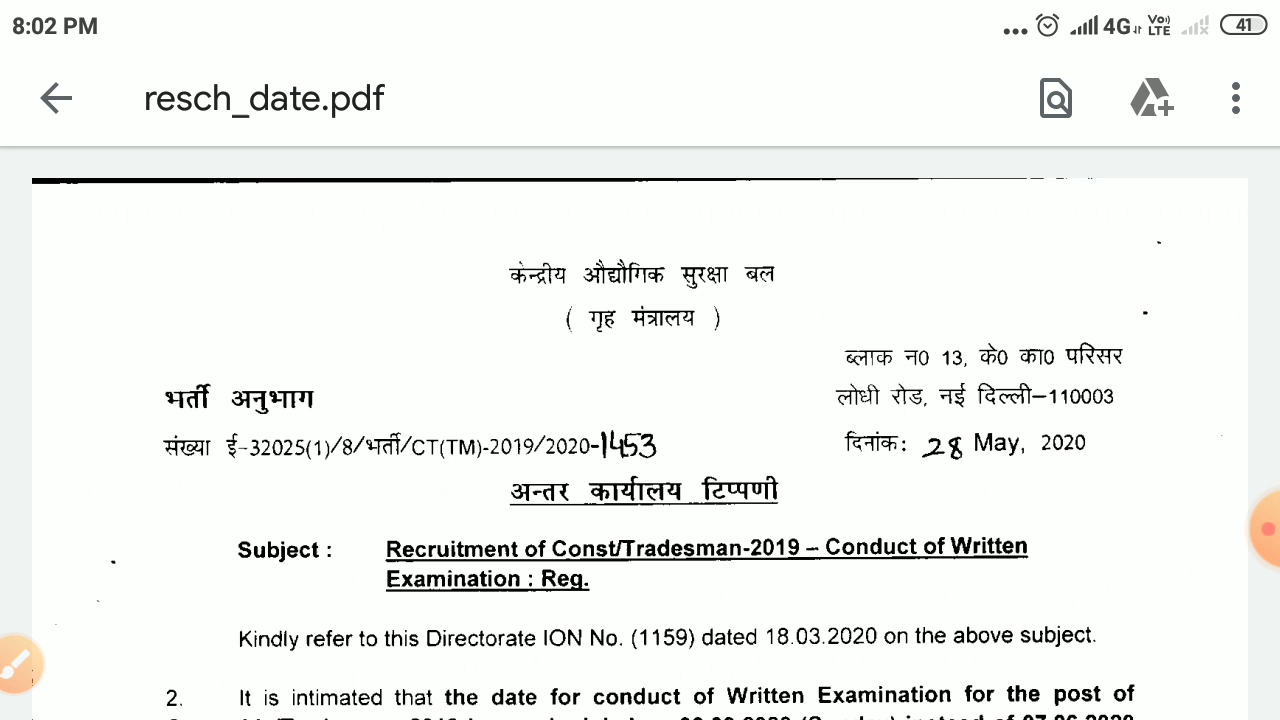 8:02 PM
... 4G Vo) LTE 41
resch_date.pdf
केन्द्रीय औद्यौगिक सुरक्षा बल
( गृह मंत्रालय )
ब्लाक न0 13, के0 का0 परिसर
भर्ती अनुभाग
लोधी रोड, नई दिल्ली–110003
संख्या ई-32025(1)/8/भर्ती/CT(TM)-2019/2020-1453
दिनांक: 28 May, 2020
अन्तर कार्यालय टिप्पणी
Subject : Recruitment of Const/Tradesman-2019 – Conduct of Written
Examination : Reg.
Kindly refer to this Directorate ION No. (1159) dated 18.03.2020 on the above subject.
2. It is intimated that the date for conduct of Written Examination for the post of